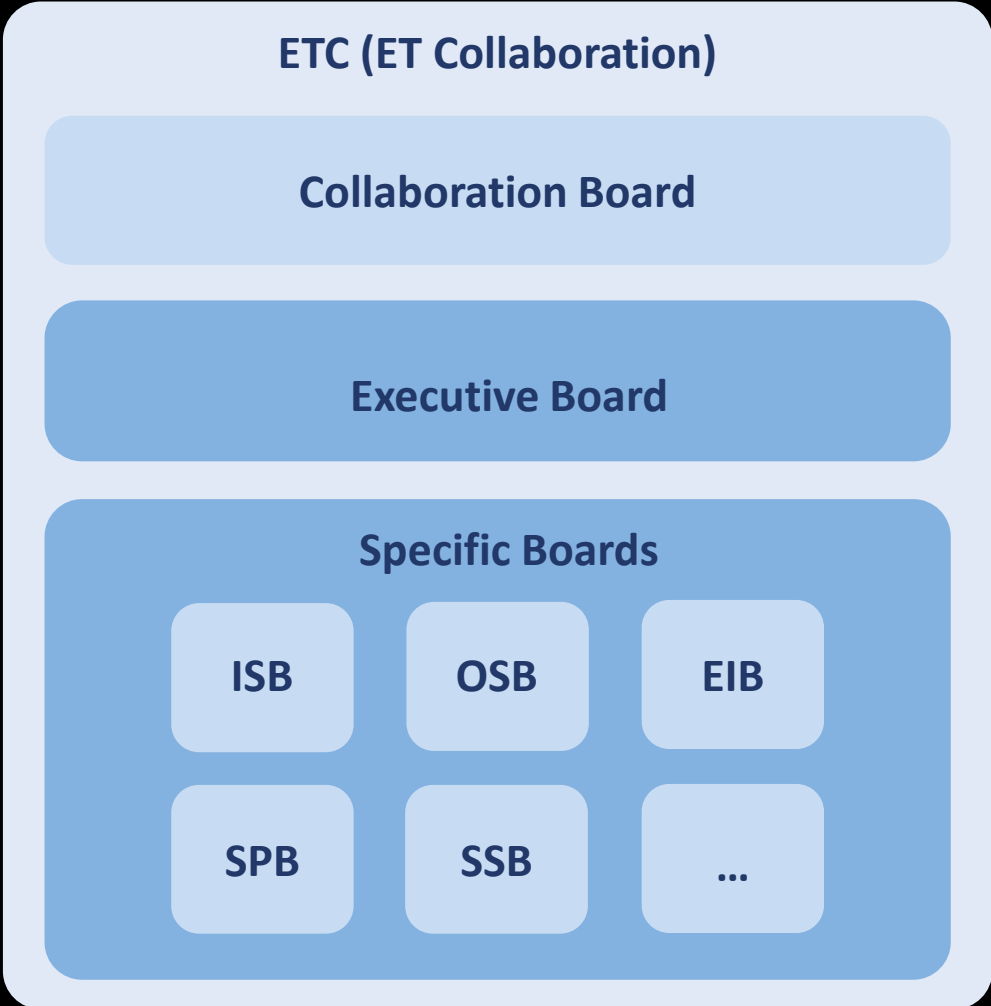 ETC (ET Collaboration)
Collaboration Board
Executive Board
Specific Boards
ISB OSB EIB
SPB SSB ...